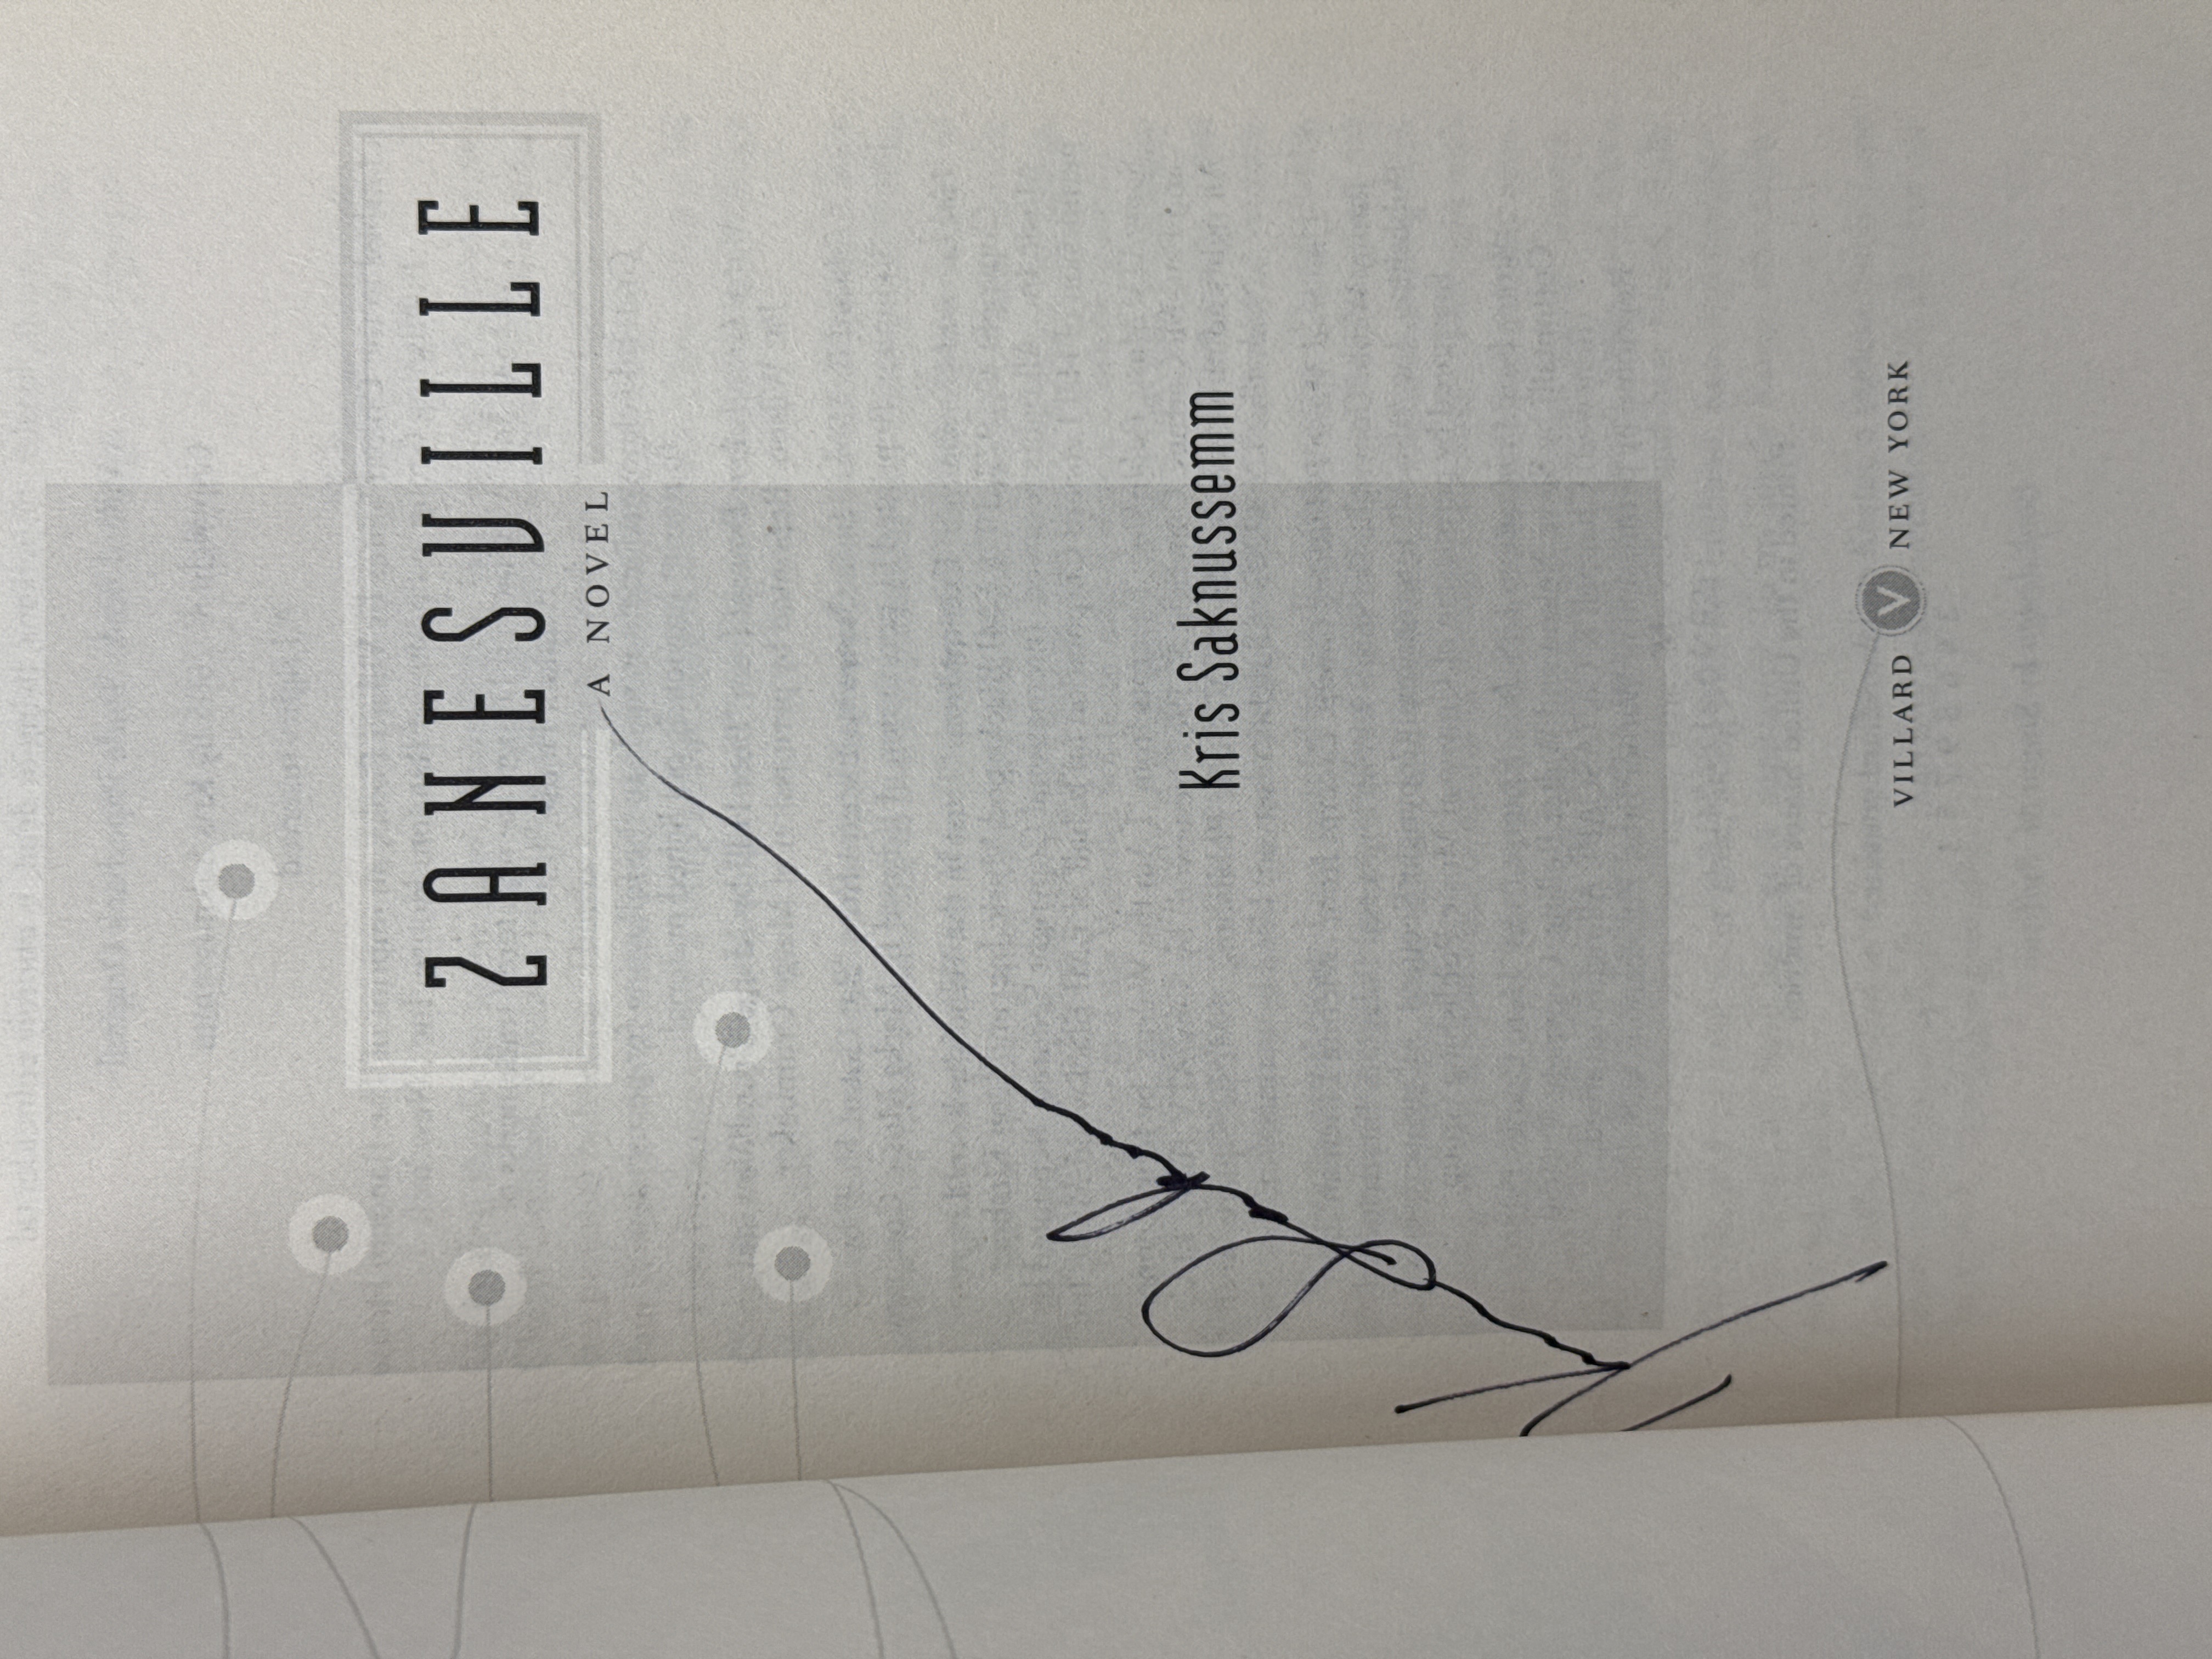 ZANESVILLE
A NOVEL
Kris Saknussemm
VILLARD V NEW YORK